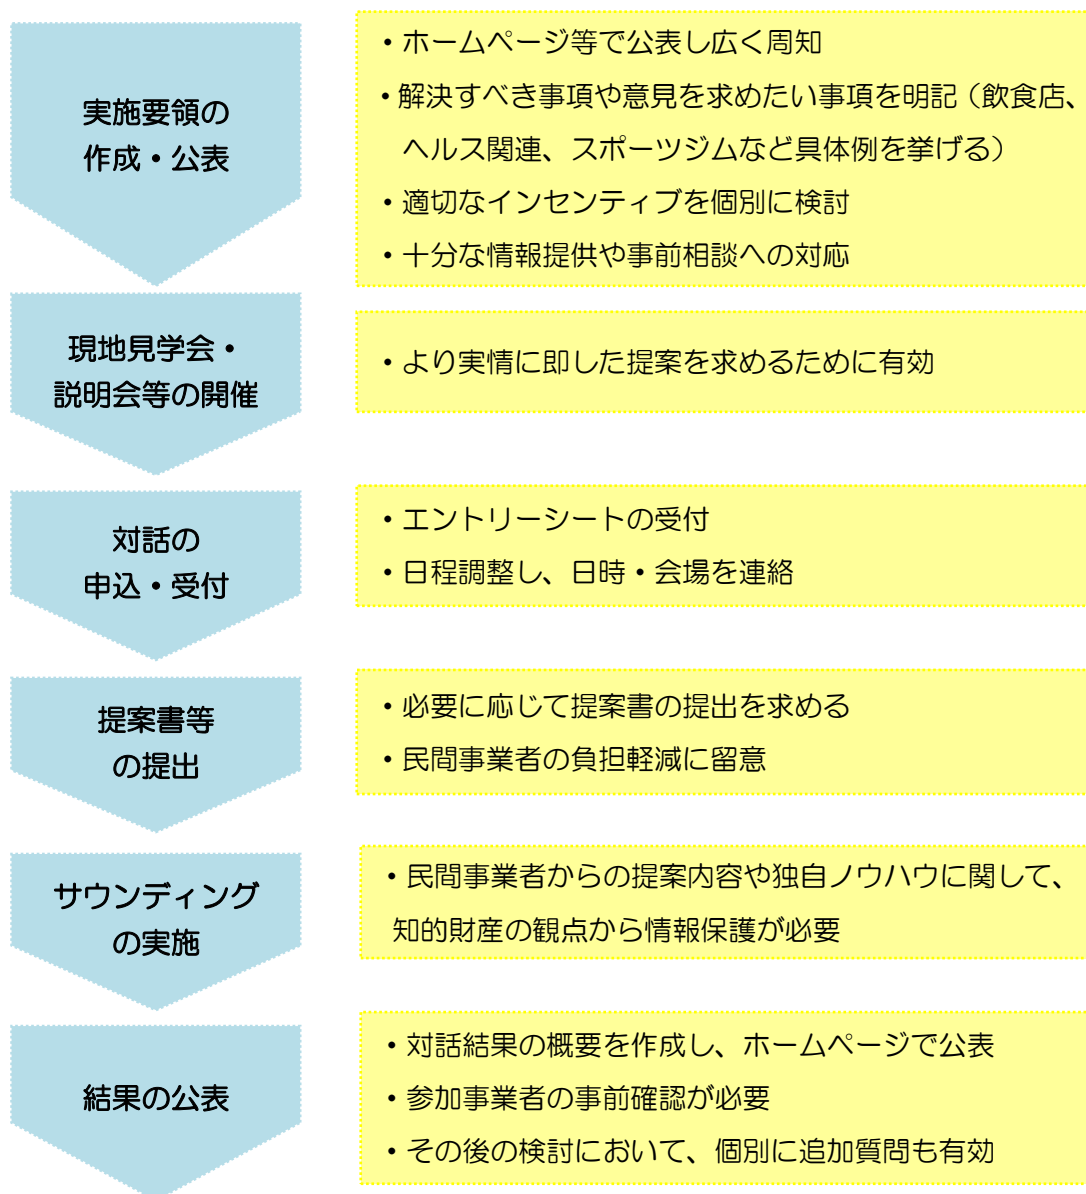 実施要領の
作成・公表
・ホームページ等で公表し広く周知
・解決すべき事項や意見を求めたい事項を明記（飲食店、
ヘルス関連、スポーツジムなど具体例を挙げる）
・適切なインセンティブを個別に検討
・十分な情報提供や事前相談への対応
現地見学会・
説明会等の開催
・より実情に即した提案を求めるために有効
対話の
申込・受付
・エントリーシートの受付
・日程調整し、日時・会場を連絡
提案書等
の提出
・必要に応じて提案書の提出を求める
・民間事業者の負担軽減に留意
サウンディング
の実施
・民間事業者からの提案内容や独自ノウハウに関して、
知的財産の観点から情報保護が必要
結果の公表
・対話結果の概要を作成し、ホームページで公表
・参加事業者の事前確認が必要
・その後の検討において、個別に追加質問も有効